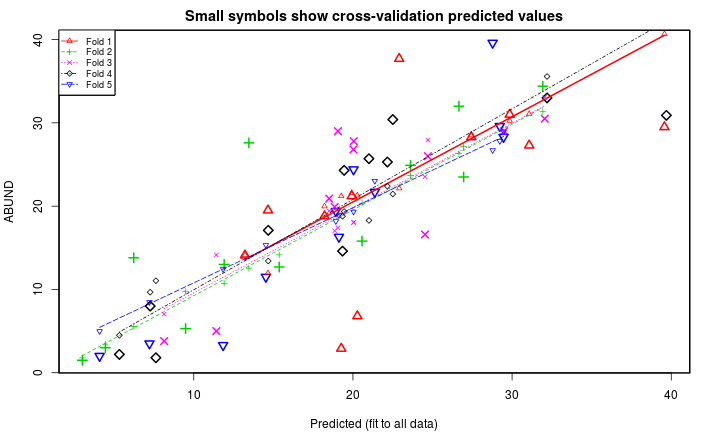 Small symbols show cross-validation predicted values
Fold 1
Fold 2
Fold 3
Fold 4
Fold 5
40
30
20
10
0
ABUND
10 20 30 40
Predicted (fit to all data)